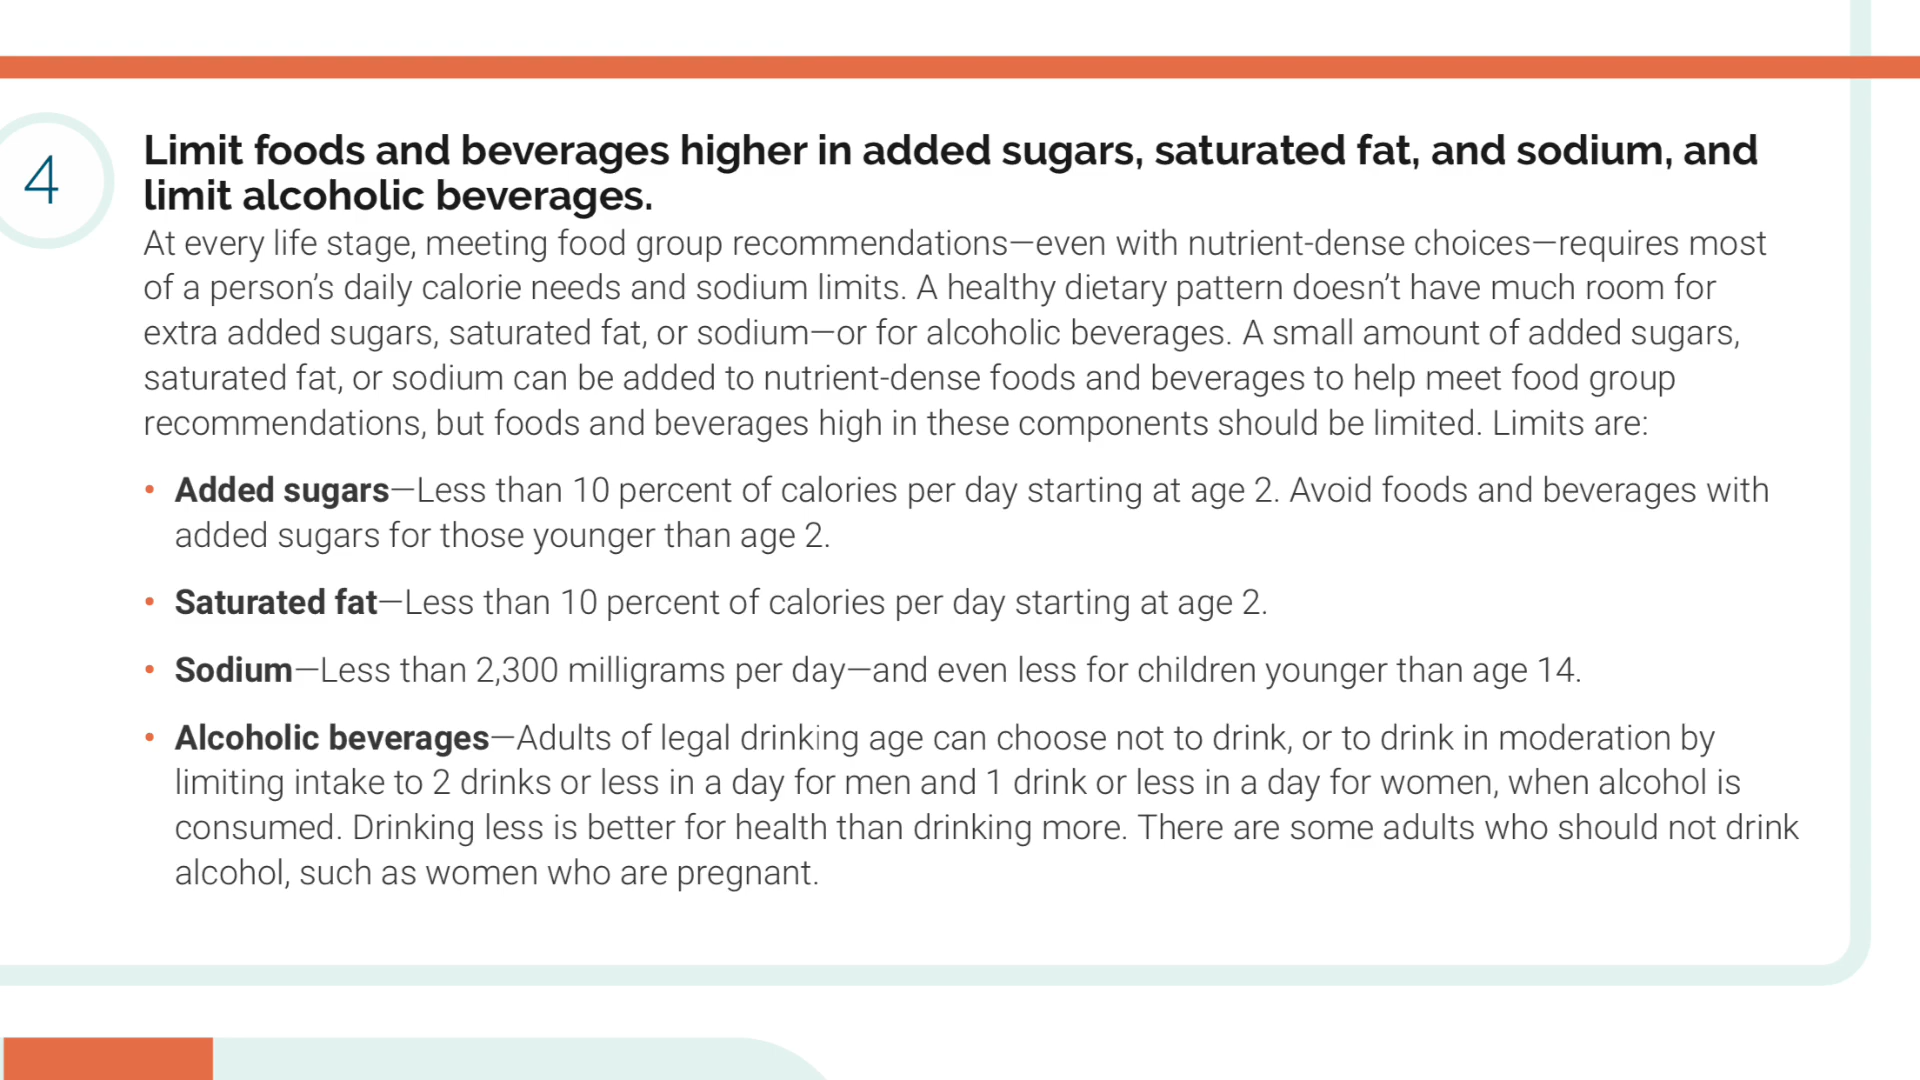 4
Limit foods and beverages higher in added sugars, saturated fat, and sodium, and
limit alcoholic beverages.
At every life stage, meeting food group recommendations—even with nutrient-dense choices—requires most
of a person’s daily calorie needs and sodium limits. A healthy dietary pattern doesn’t have much room for
extra added sugars, saturated fat, or sodium—or for alcoholic beverages. A small amount of added sugars,
saturated fat, or sodium can be added to nutrient-dense foods and beverages to help meet food group
recommendations, but foods and beverages high in these components should be limited. Limits are:
• Added sugars—Less than 10 percent of calories per day starting at age 2. Avoid foods and beverages with
added sugars for those younger than age 2.
• Saturated fat—Less than 10 percent of calories per day starting at age 2.
• Sodium—Less than 2,300 milligrams per day—and even less for children younger than age 14.
• Alcoholic beverages—Adults of legal drinking age can choose not to drink, or to drink in moderation by
limiting intake to 2 drinks or less in a day for men and 1 drink or less in a day for women, when alcohol is
consumed. Drinking less is better for health than drinking more. There are some adults who should not drink
alcohol, such as women who are pregnant.